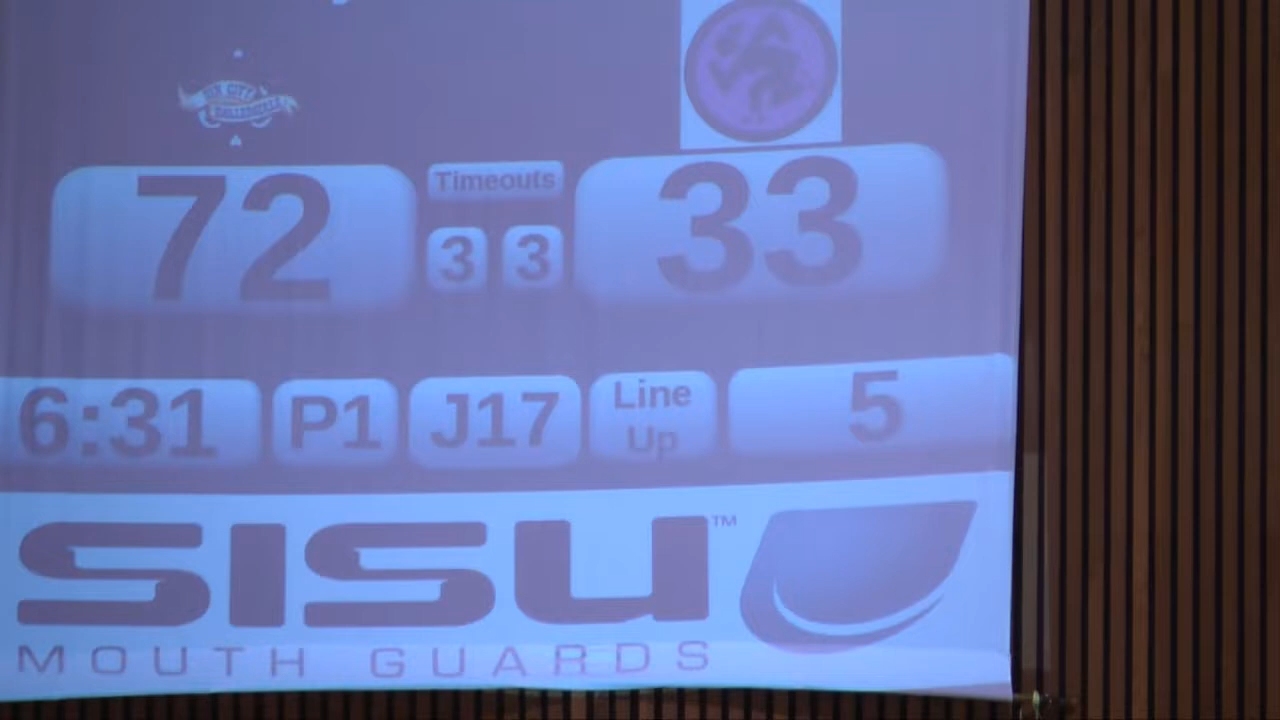 72
Timeouts
3 3
33
6:31 P1 J17 Line Up 5
SISU™
MOUTH GUARDS